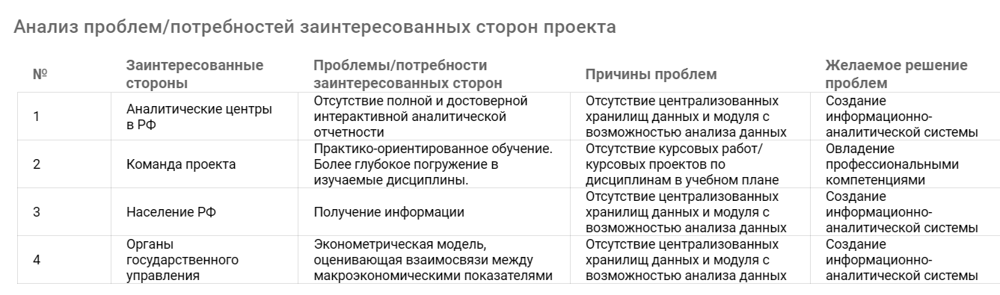 Анализ проблем/потребностей заинтересованных сторон проекта
№
Заинтересованные
стороны
Проблемы/потребности
заинтересованных сторон
Причины проблем
Желаемое решение
проблем
1
Аналитические центры
в РФ
Отсутствие полной и достоверной
интерактивной аналитической
отчетности
Отсутствие централизованных
хранилищ данных и модуля с
возможностью анализа данных
Создание
информационно-
аналитической системы
2
Команда проекта
Практико-ориентированное обучение.
Более глубокое погружение в
изучаемые дисциплины.
Отсутствие курсовых работ/
курсовых проектов по
дисциплинам в учебном плане
Овладение
профессиональными
компетенциями
3
Население РФ
Получение информации
Отсутствие централизованных
хранилищ данных и модуля с
возможностью анализа данных
Создание
информационно-
аналитической системы
4
Органы
государственного
управления
Эконометрическая модель,
оценивающая взаимосвязи между
макроэкономическими показателями
Отсутствие централизованных
хранилищ данных и модуля с
возможностью анализа данных
Создание
информационно-
аналитической системы